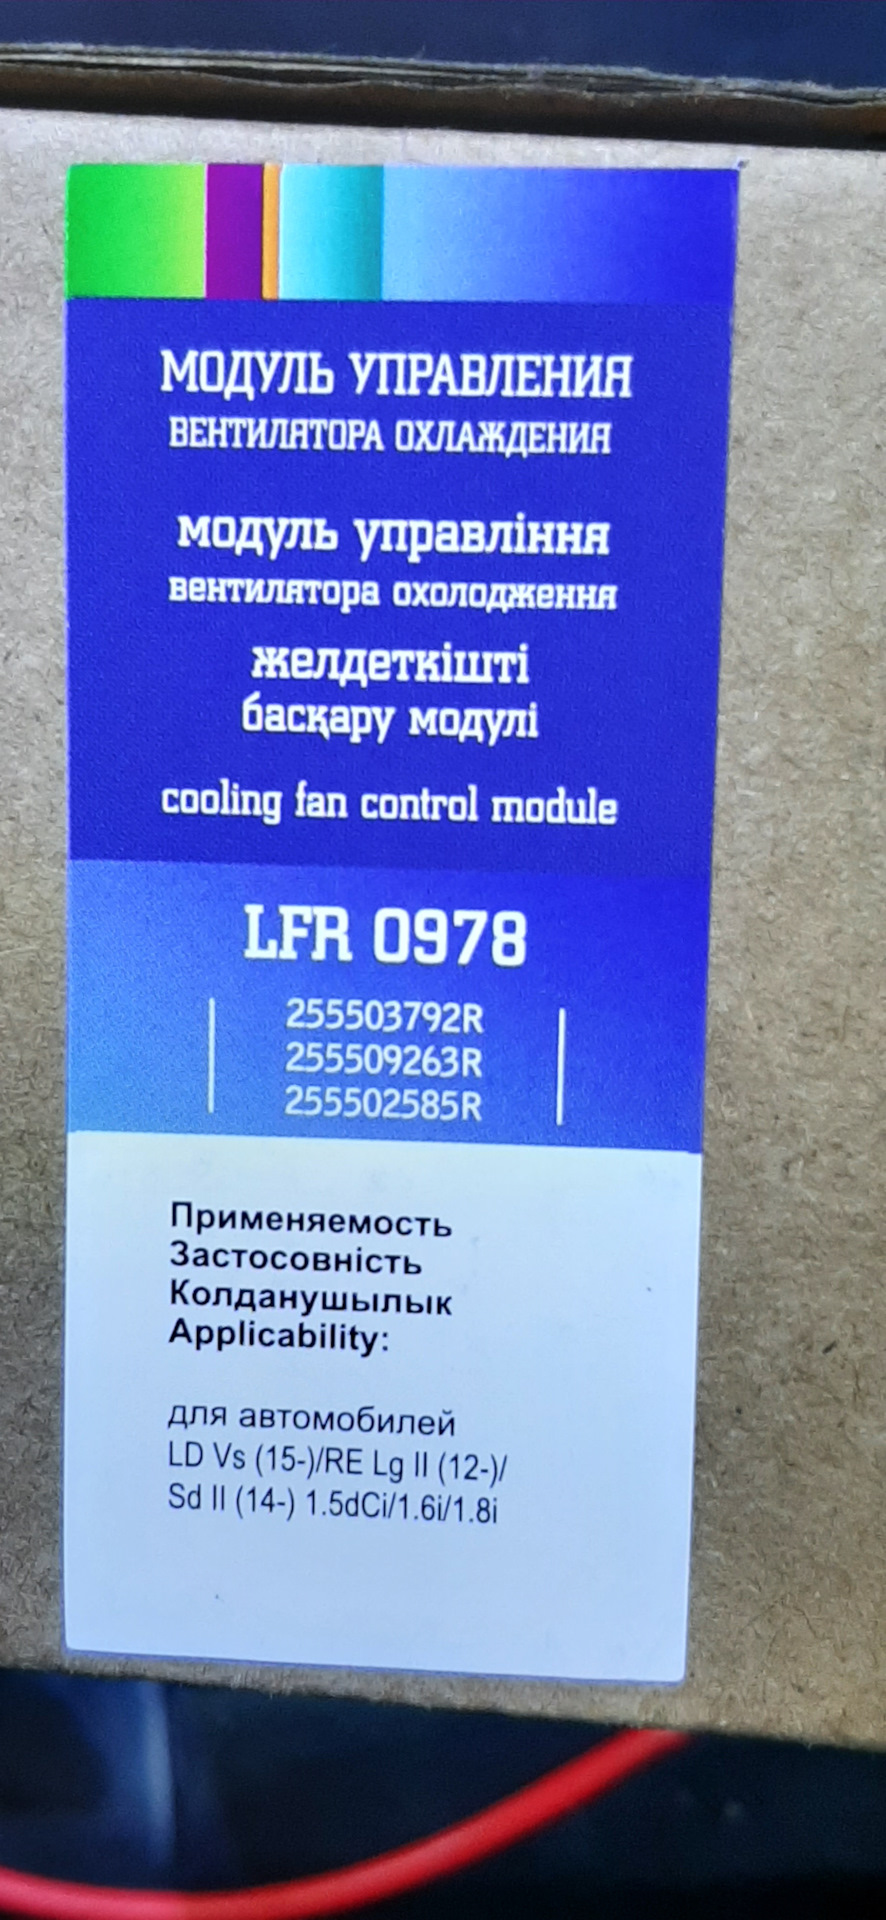 МОДУЛЬ УПРАВЛЕНИЯ
ВЕНТИЛЯТОРА ОХЛАЖДЕНИЯ
модуль управління
вентилятора охолодження
желдеткішті
басқару модулі
cooling fan control module
LFR 0978
255503792R
255509263R
255502585R
Применяемость
Застосовність
Колданушылык
Applicability:
для автомобилей
LD Vs (15-)/RE Lg II (12-)/
Sd II (14-) 1.5dCi/1.6i/1.8i